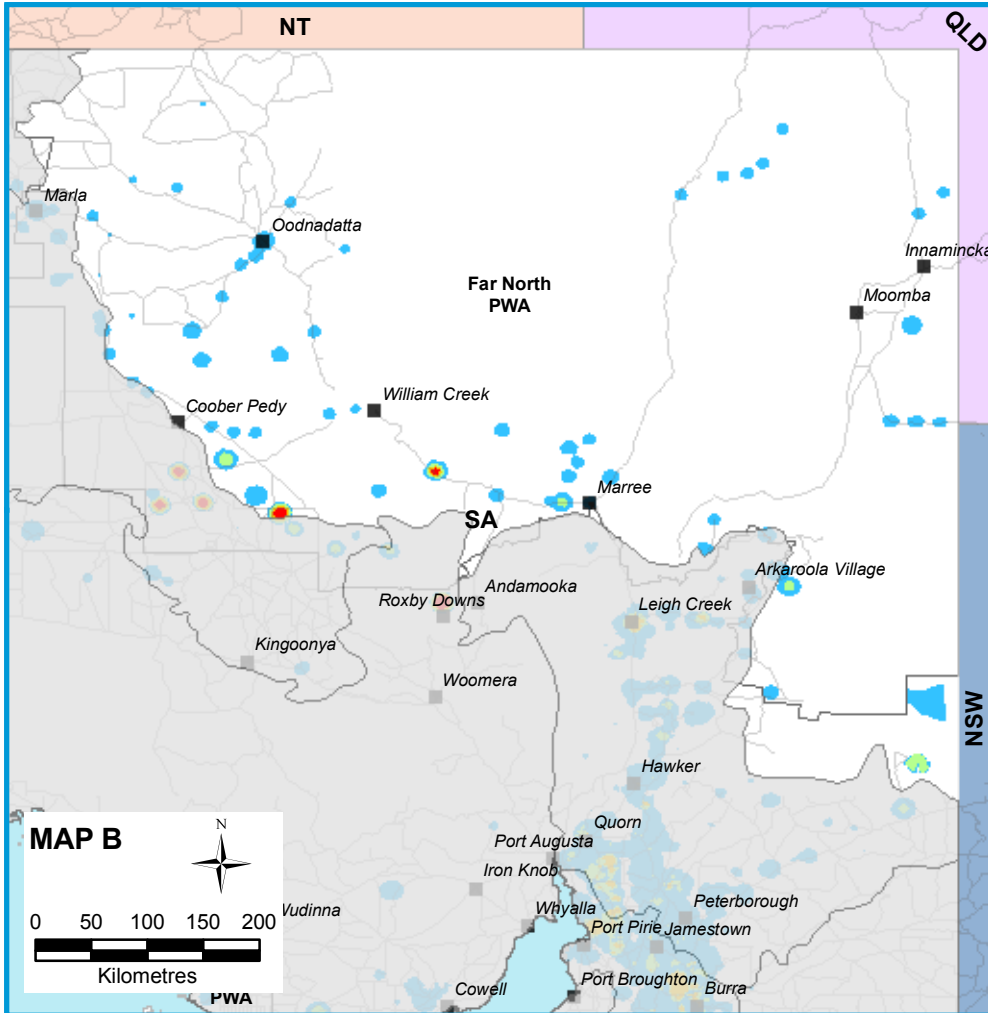 NT
QLD
Marla
Oodnadatta
Innamincka
Far North
PWA
Moomba
William Creek
Coober Pedy
Marree
SA
Arkaroola Village
Andamooka
Roxby Downs
Leigh Creek
Kingoonya
Woomera
NSW
Hawker
MAP B
N
Quorn
Port Augusta
Iron Knob
0 50 100 150 200
Kilometres
Wudinna
Whyalla
Peterborough
Port Pirie
Jamestown
Port Broughton
Cowell
Burra
PWA